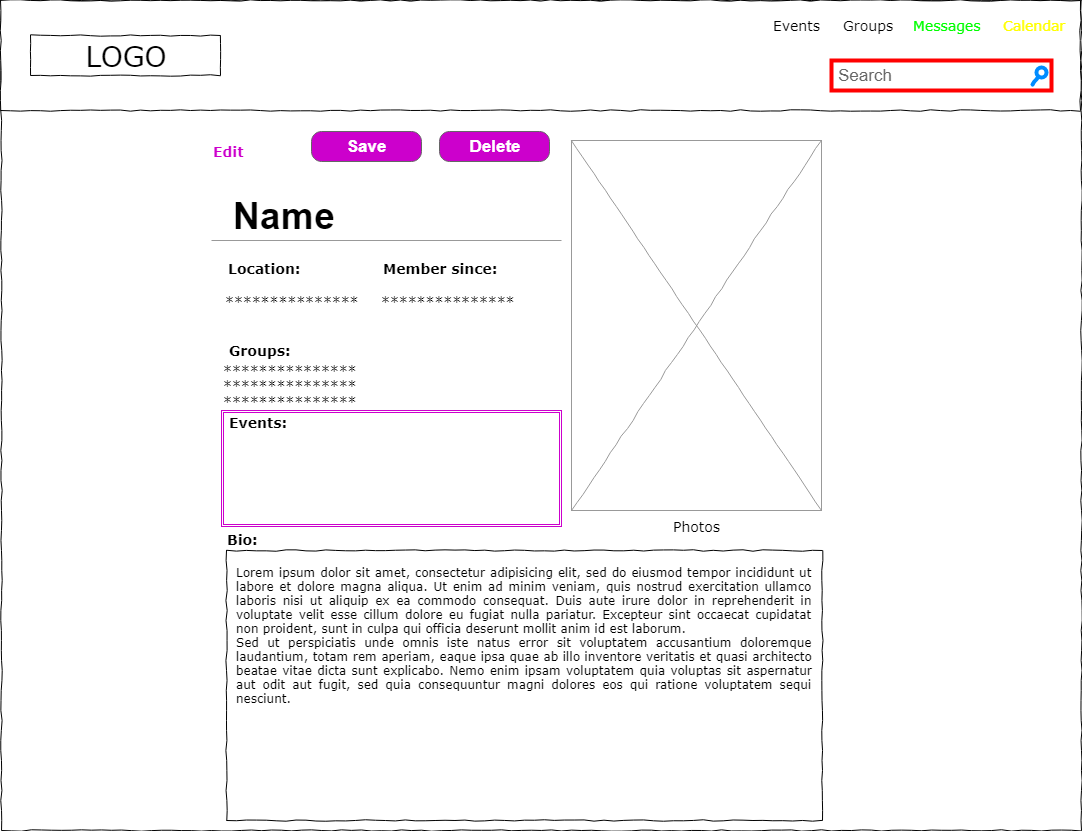 Events Groups Messages Calendar
LOGO
Search
Edit Save Delete
Name
Location: Member since:
*************** ***************
Groups:
***************
***************
***************
Events:
Photos
Bio:
Lorem ipsum dolor sit amet, consectetur adipisicing elit, sed do eiusmod tempor incididunt ut
labore et dolore magna aliqua. Ut enim ad minim veniam, quis nostrud exercitation ullamco
laboris nisi ut aliquip ex ea commodo consequat. Duis aute irure dolor in reprehenderit in
voluptate velit esse cillum dolore eu fugiat nulla pariatur. Excepteur sint occaecat cupidatat
non proident, sunt in culpa qui officia deserunt mollit anim id est laborum.
Sed ut perspiciatis unde omnis iste natus error sit voluptatem accusantium doloremque
laudantium, totam rem aperiam, eaque ipsa quae ab illo inventore veritatis et quasi architecto
beatae vitae dicta sunt explicabo. Nemo enim ipsam voluptatem quia voluptas sit aspernatur
aut odit aut fugit, sed quia consequuntur magni dolores eos qui ratione voluptatem sequi
nesciunt.